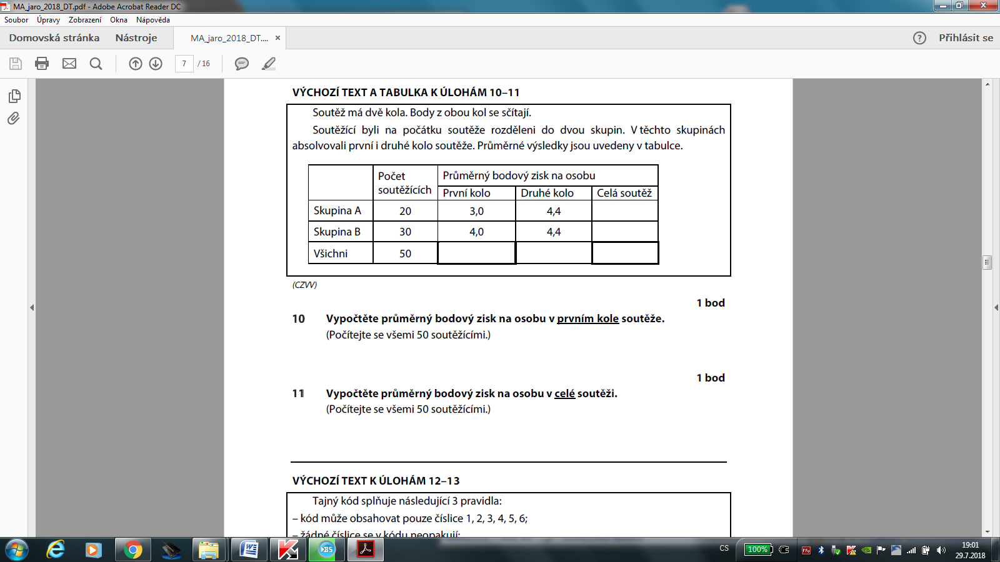 MA_jaro_2018_DT.pdf - Adobe Acrobat Reader DC
Soubor Úpravy Zobrazení Okna Nápověda
Domovská stránka Nástroje MA_jaro_2018_DT.... × ? Přihlásit se
7 / 16
VÝCHOZÍ TEXT A TABULKA K ÚLOHÁM 10–11
Soutěž má dvě kola. Body z obou kol se sčítají.
Soutěžící byli na počátku soutěže rozděleni do dvou skupin. V těchto skupinách
absolvovali první i druhé kolo soutěže. Průměrné výsledky jsou uvedeny v tabulce.
Počet soutěžících Průměrný bodový zisk na osobu
První kolo Druhé kolo Celá soutěž
Skupina A 20 3,0 4,4
Skupina B 30 4,0 4,4
Všichni 50
(CZVV)
1 bod
10 Vypočtěte průměrný bodový zisk na osobu v prvním kole soutěže.
(Počítejte se všemi 50 soutěžícími.)
1 bod
11 Vypočtěte průměrný bodový zisk na osobu v celé soutěži.
(Počítejte se všemi 50 soutěžícími.)
VÝCHOZÍ TEXT K ÚLOHÁM 12–13
Tajný kód splňuje následující 3 pravidla:
– kód může obsahovat pouze číslice 1, 2, 3, 4, 5, 6;
– žádné číslice se v kódu neopakují;
CS 100% 19:01
29.7.2018